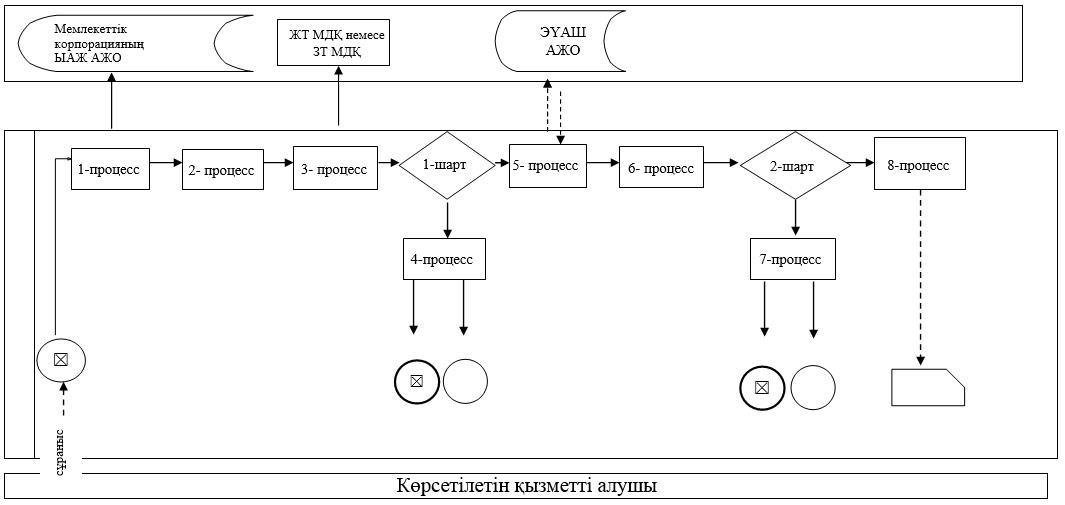 Мемлекеттік
корпорацияның
ЫАЖ АЖО
ЖТ МДҚ немесе
ЗТ МДҚ
ЭҮАШ
АЖО
1-процесс
2- процесс
3- процесс
1-шарт
5- процесс
6- процесс
2-шарт
8-процесс
4-процесс
7-процесс
сұраныс
Көрсетілетін қызметті алушы